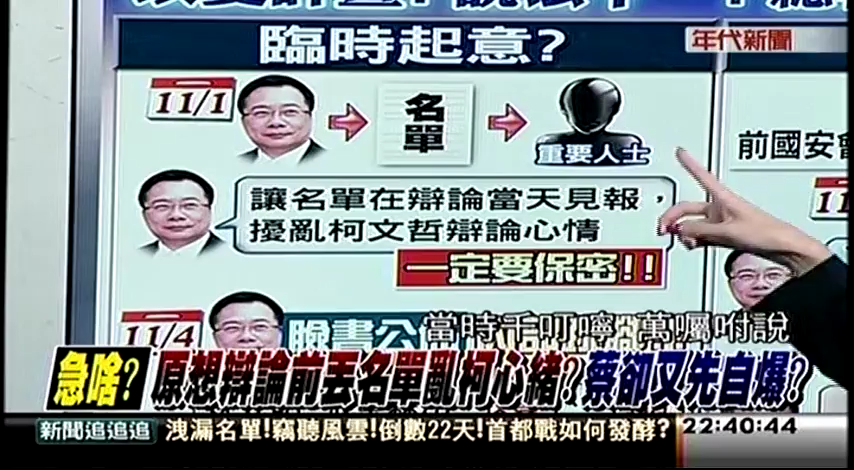 臨時起意?
年代新聞
11/1
名單
重要人士
前國安會
讓名單在辯論當天見報，
擾亂柯文哲辯論心情
一定要保密!!
11/4
臉書公
當時千叮嚀 萬囑咐說
急啥?
原想辯論前丟名單亂柯心緒?蔡卻又先自爆?
新聞追追追
洩漏名單!竊聽風雲!倒數22天!首都戰如何發酵?
22:40:44